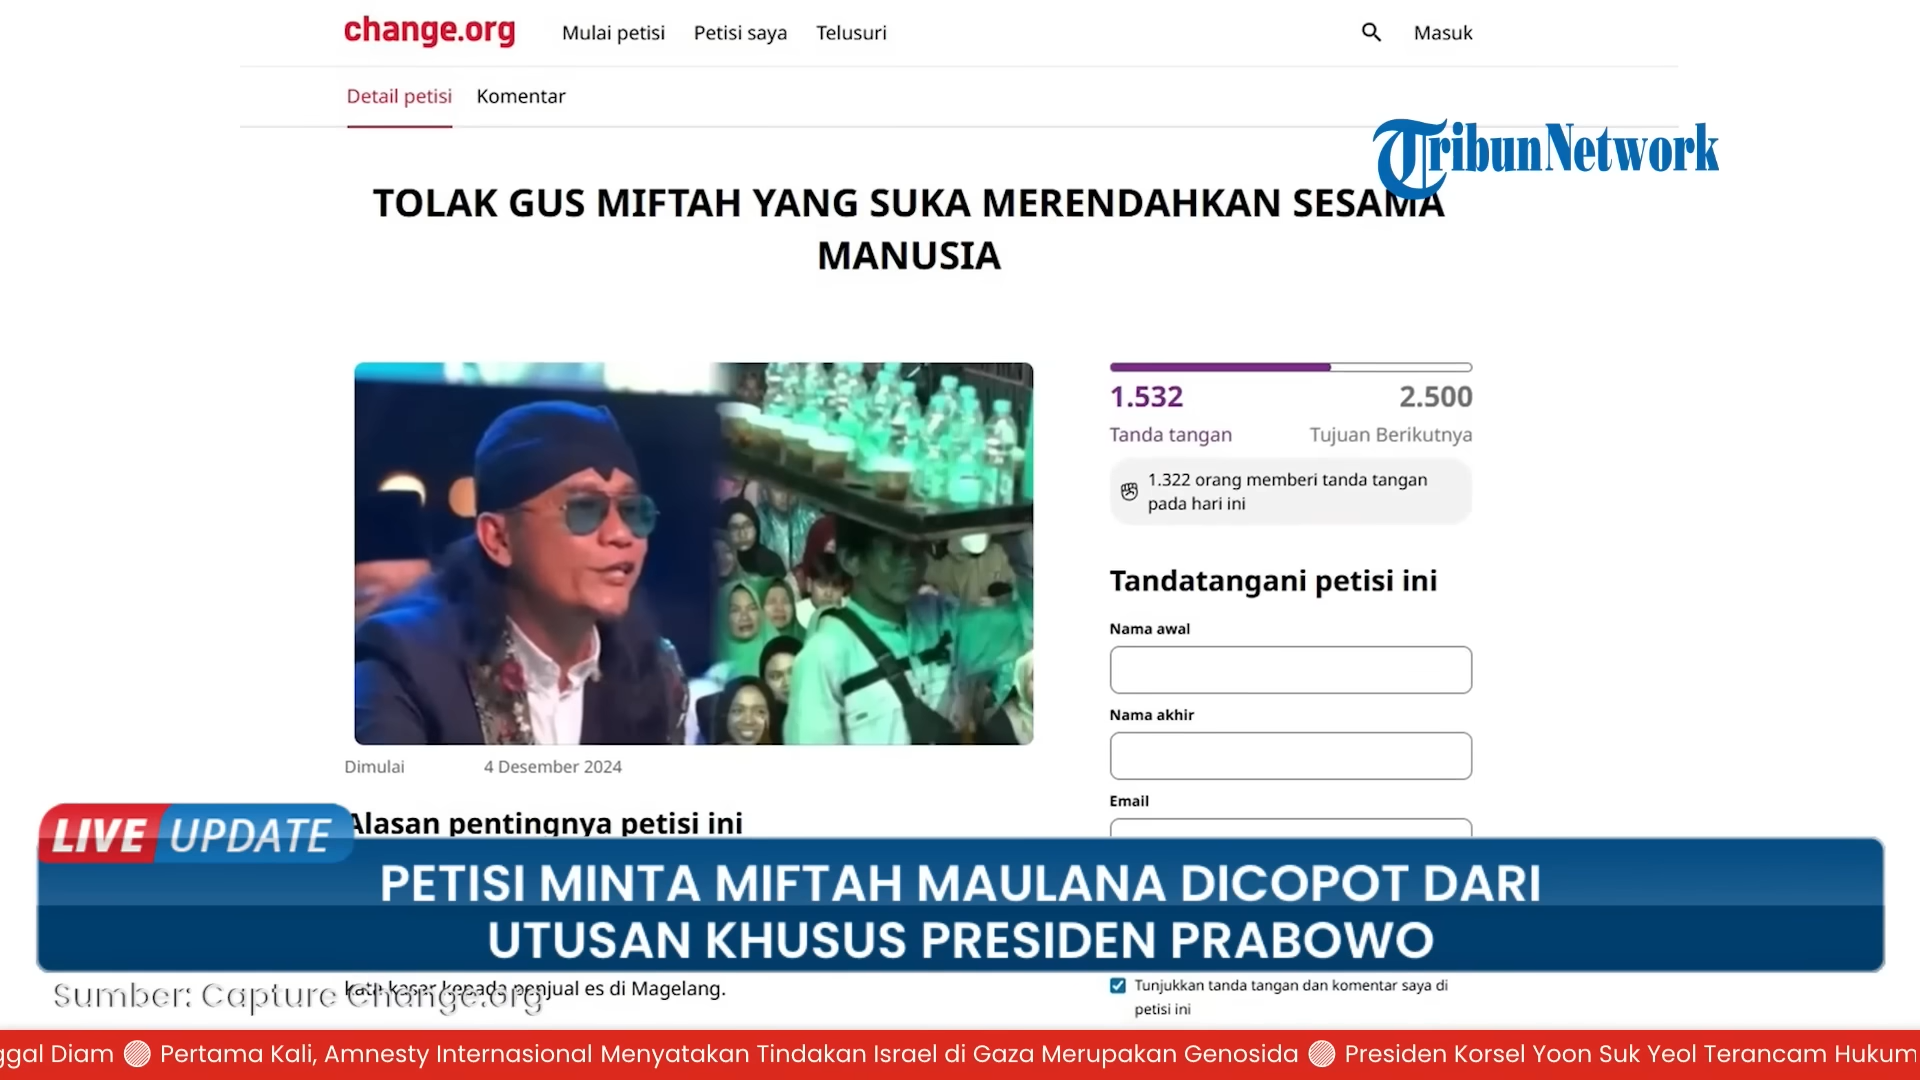 change.org
Mulai petisi
Petisi saya
Telusuri
Masuk
Detail petisi
Komentar
TribunNetwork
TOLAK GUS MIFTAH YANG SUKA MERENDAHKAN SESAMA
MANUSIA
1.532
2.500
Tanda tangan
Tujuan Berikutnya
1.322 orang memberi tanda tangan
pada hari ini
Tandatangani petisi ini
Nama awal
Nama akhir
Email
Dimulai
4 Desember 2024
Alasan pentingnya petisi ini
LIVE UPDATE
PETISI MINTA MIFTAH MAULANA DICOPOT DARI
UTUSAN KHUSUS PRESIDEN PRABOWO
kata kasar kepada penjual es di Magelang.
Sumber: Capture Change.org
Tunjukkan tanda tangan dan komentar saya di
petisi ini
ggal Diam Pertama Kali, Amnesty Internasional Menyatakan Tindakan Israel di Gaza Merupakan Genosida Presiden Korsel Yoon Suk Yeol Terancam Hukum